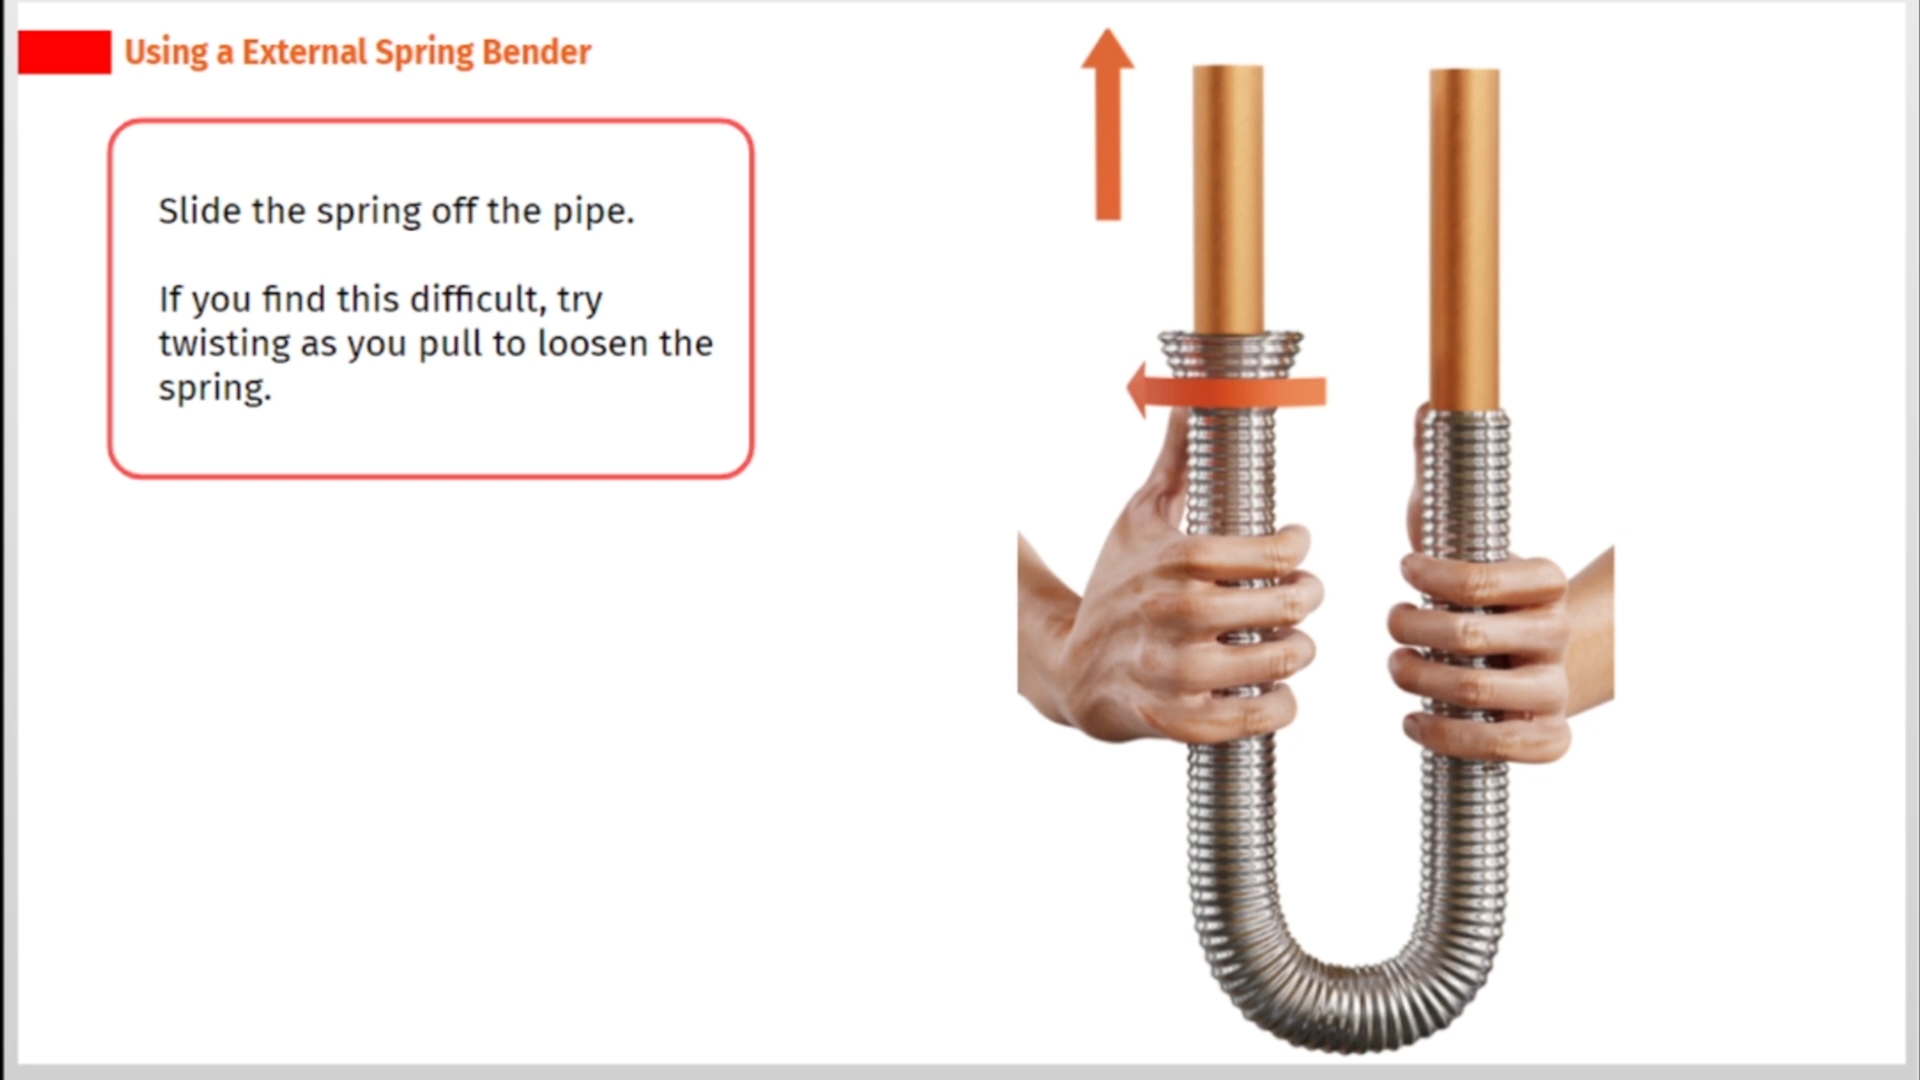 Using a External Spring Bender
Slide the spring off the pipe.
If you find this difficult, try
twisting as you pull to loosen the
spring.